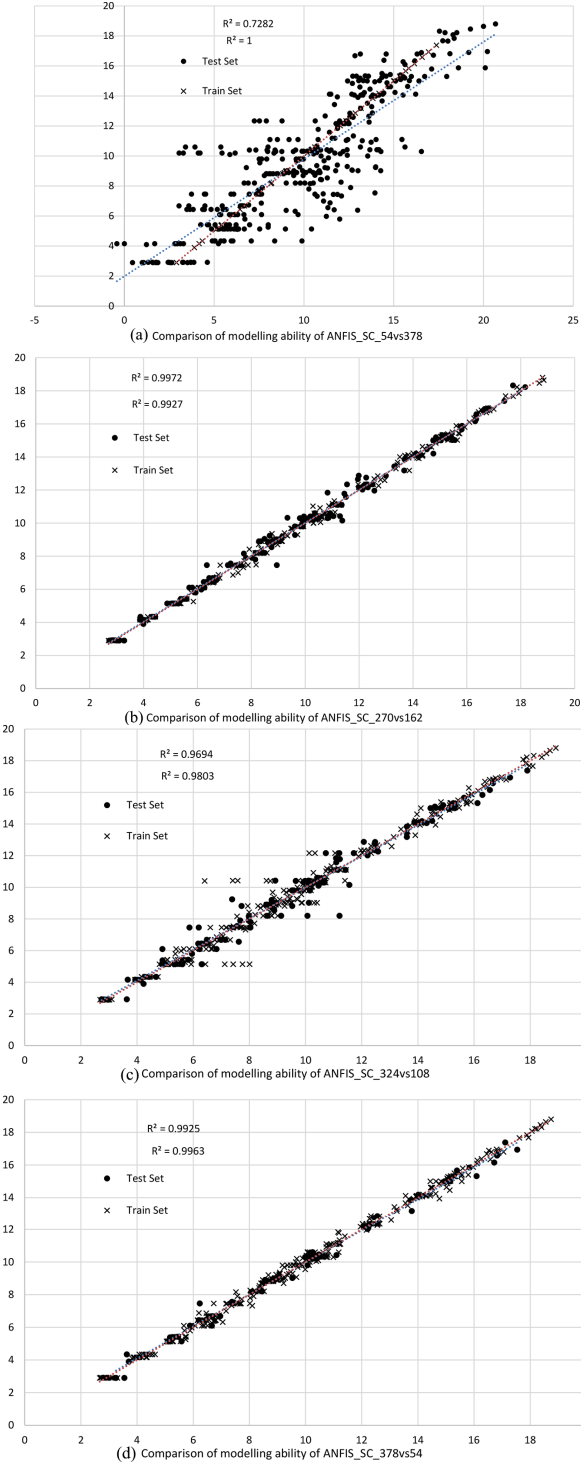 20
R² = 0.7282
18
R² = 1
16
Test Set
14
Train Set
12
10
8
6
4
2
0
-5 0 5 10 15 20 25
(a) Comparison of modelling ability of ANFIS_SC_54vs378
20
R² = 0.9972
18
R² = 0.9927
16
Test Set
14
Train Set
12
10
8
6
4
2
0
0 2 4 6 8 10 12 14 16 18 20
(b) Comparison of modelling ability of ANFIS_SC_270vs162
20
R² = 0.9694
18
R² = 0.9803
16
Test Set
14
Train Set
12
10
8
6
4
2
0
0 2 4 6 8 10 12 14 16 18
(c) Comparison of modelling ability of ANFIS_SC_324vs108
20
R² = 0.9925
18
R² = 0.9963
16
Test Set
14
Train Set
12
10
8
6
4
2
0
0 2 4 6 8 10 12 14 16 18
(d) Comparison of modelling ability of ANFIS_SC_378vs54